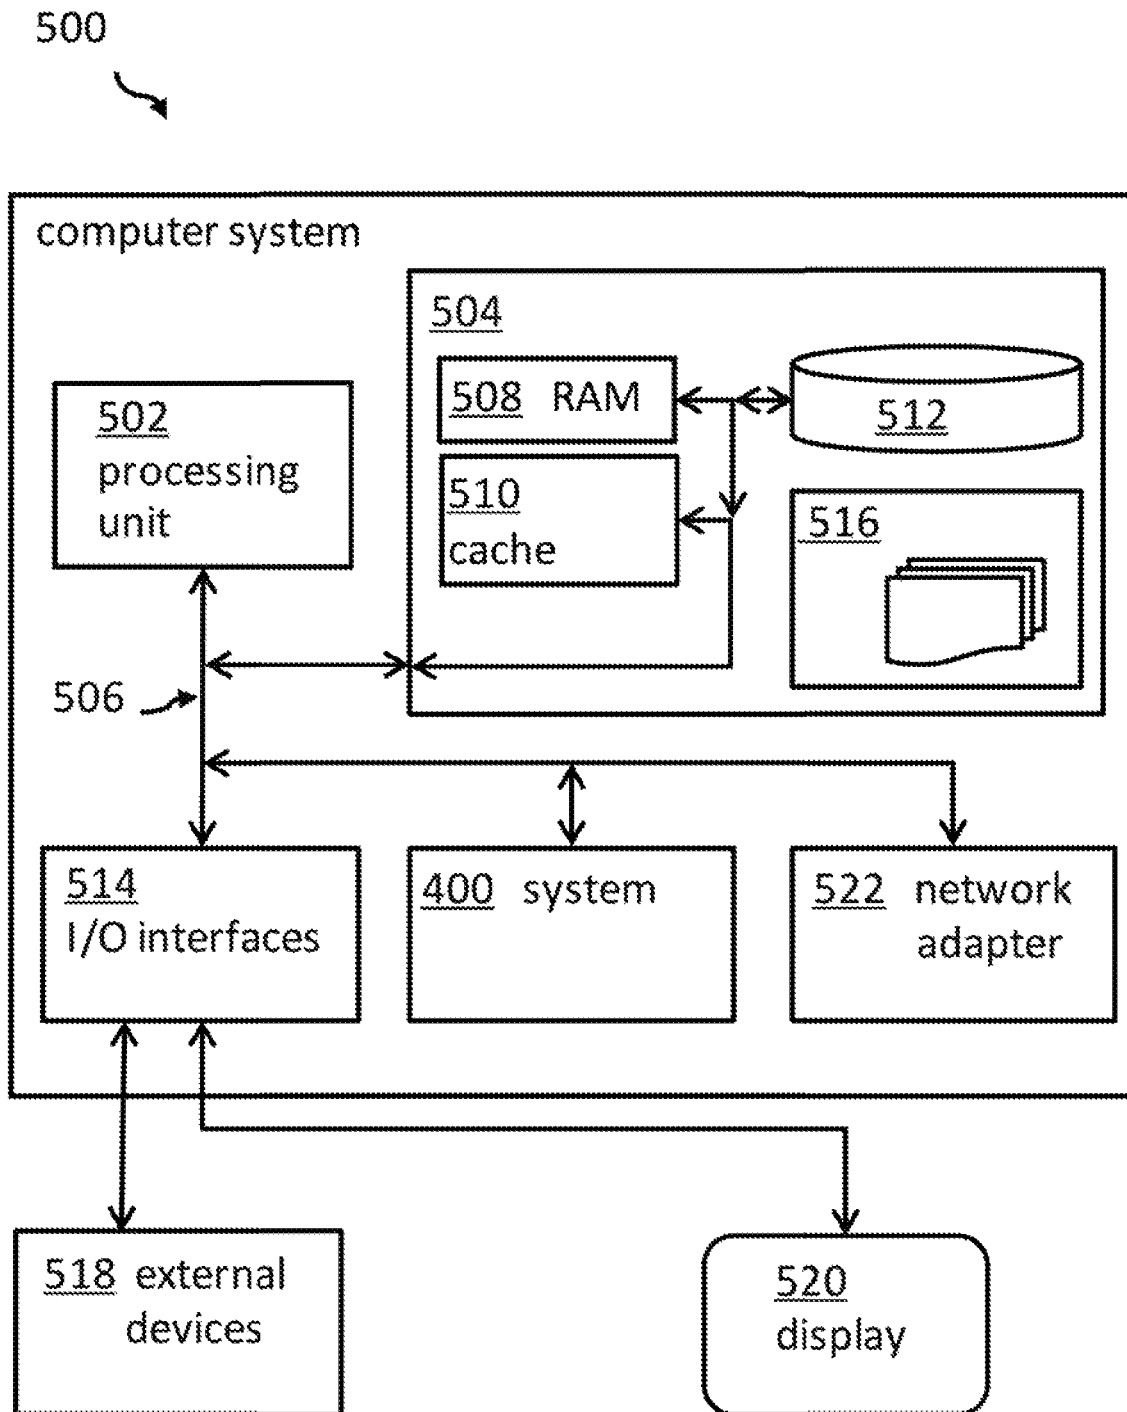 500
computer system
504
502
processing
unit
508 RAM
512
510
cache
516
506
514
I/O interfaces
400 system
522 network
adapter
518 external
devices
520
display